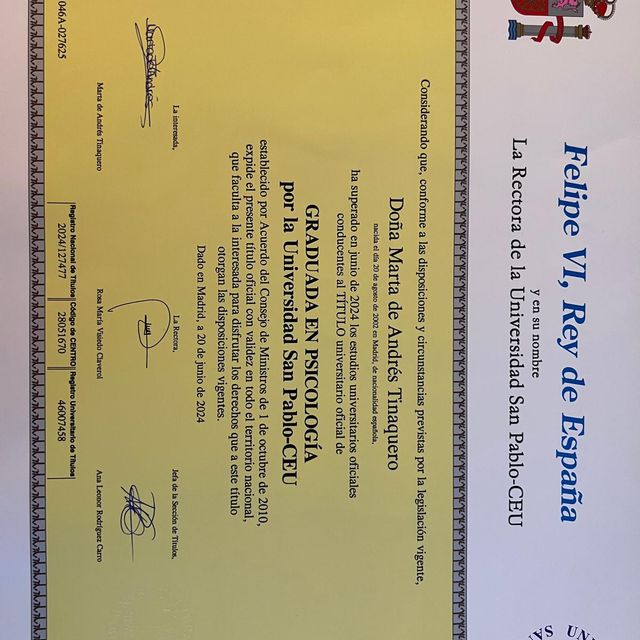 Felipe VI, Rey de España
y en su nombre
La Rectora de la Universidad San Pablo-CEU
Considerando que, conforme a las disposiciones y circunstancias previstas por la legislación vigente,
Doña Marta de Andrés Tinaquero
nacida el día 20 de agosto de 2002 en Madrid, de nacionalidad española,
ha superado en junio de 2024 los estudios universitarios oficiales
conducentes al TÍTULO universitario oficial de
GRADUADA EN PSICOLOGÍA
por la Universidad San Pablo-CEU
establecido por Acuerdo del Consejo de Ministros de 1 de octubre de 2010,
expide el presente título oficial con validez en todo el territorio nacional,
que faculta a la interesada para disfrutar los derechos que a este título
otorgan las disposiciones vigentes.
Dado en Madrid, a 20 de junio de 2024
La interesada,
La Rectora,
Jefa de la Sección de Títulos,
Marta de Andrés Tinaquero
Rosa María Visiedo Claverol
Ana Leonor Rodríguez Carro
Registro Nacional de Títulos
Código de CENTRO
Registro Universitario de Títulos
2024/127477
28051670
46007458
046A-027625